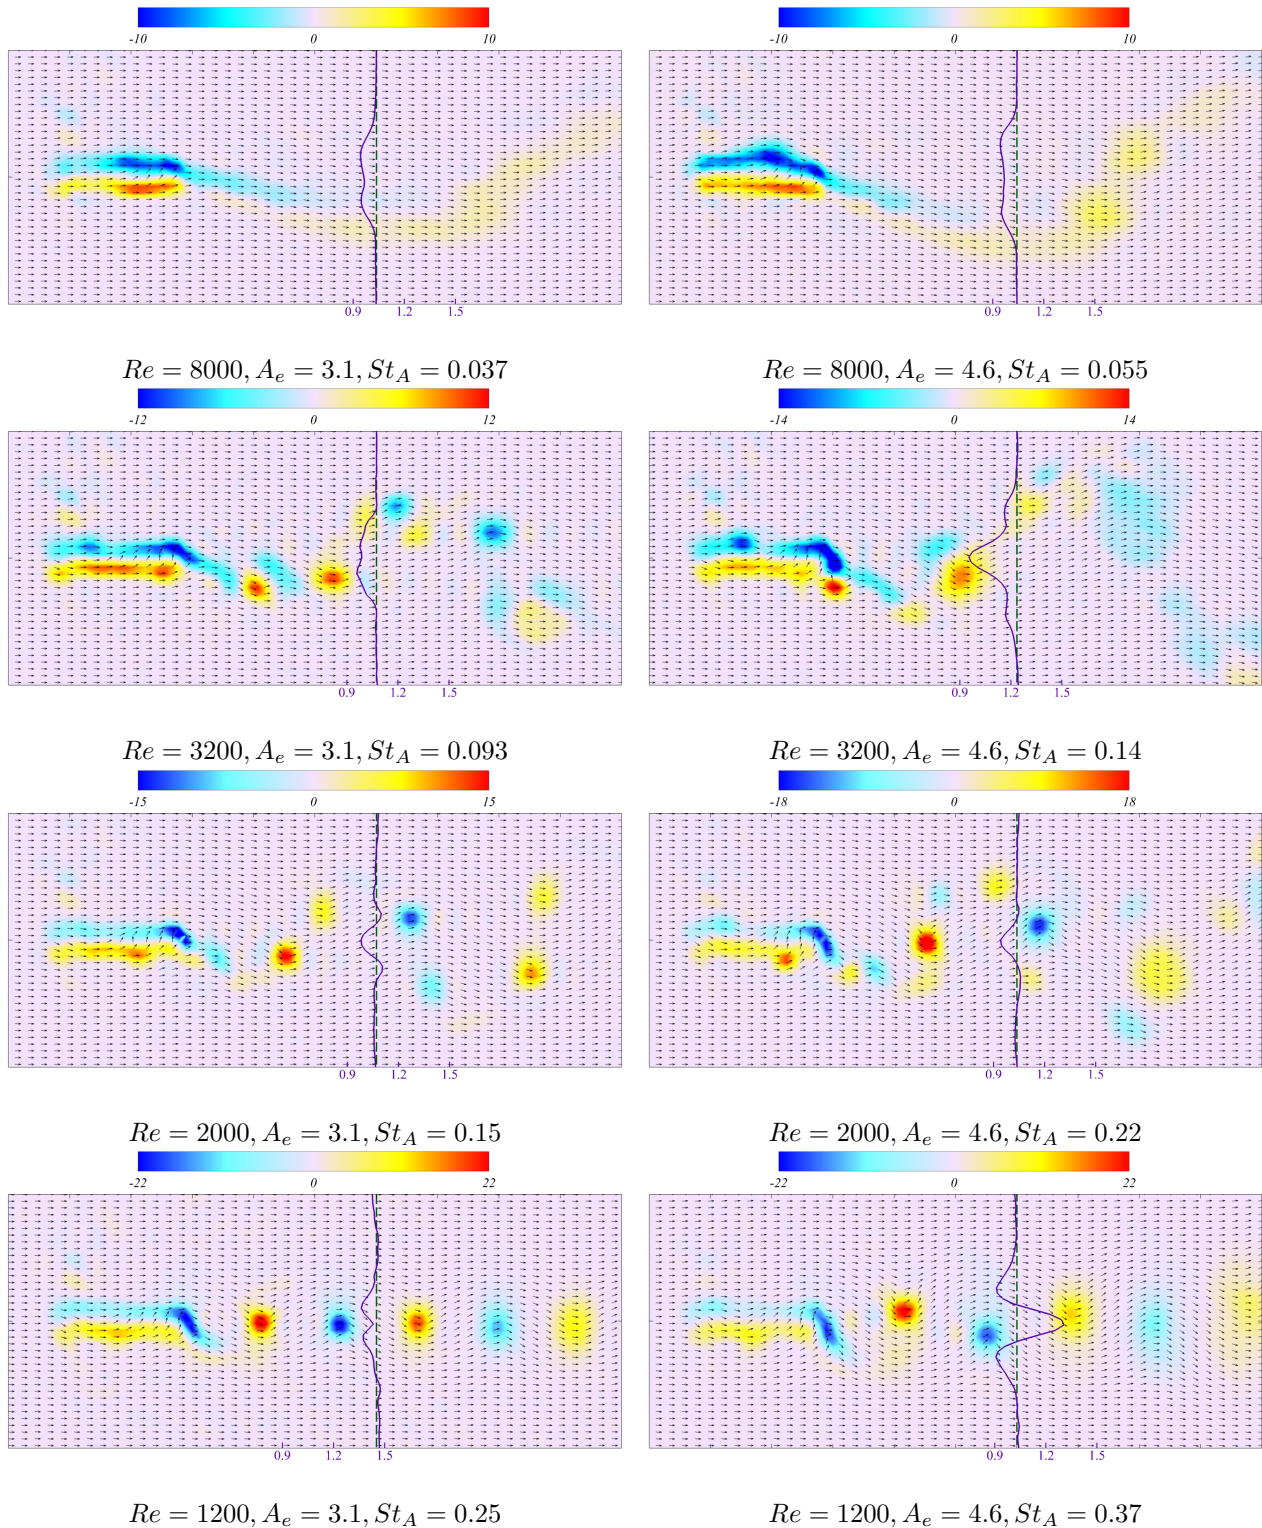 -10 0 10 -10 0 10
0.9 1.2 1.5 0.9 1.2 1.5
Re = 8000, A_e = 3.1, St_A = 0.037 Re = 8000, A_e = 4.6, St_A = 0.055
-12 0 12 -14 0 14
0.9 1.2 1.5 0.9 1.2 1.5
Re = 3200, A_e = 3.1, St_A = 0.093 Re = 3200, A_e = 4.6, St_A = 0.14
-15 0 15 -18 0 18
0.9 1.2 1.5 0.9 1.2 1.5
Re = 2000, A_e = 3.1, St_A = 0.15 Re = 2000, A_e = 4.6, St_A = 0.22
-22 0 22 -22 0 22
0.9 1.2 1.5 0.9 1.2 1.5
Re = 1200, A_e = 3.1, St_A = 0.25 Re = 1200, A_e = 4.6, St_A = 0.37